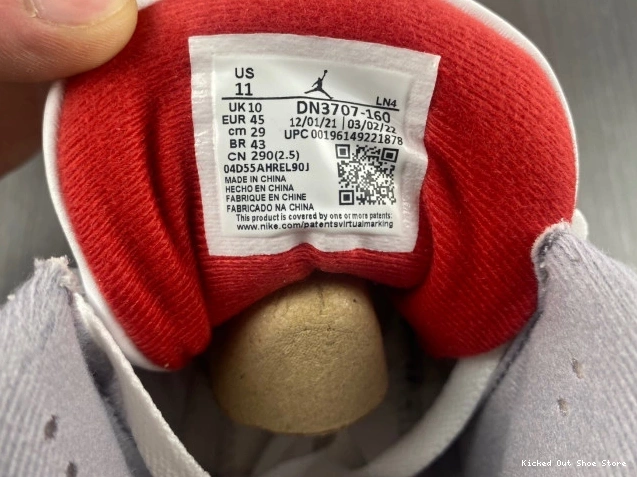 US
11
LN4
UK 10
DN3707-160
EUR 45
12/01/21 | 03/02/22
cm 29
UPC 00196149221878
BR 43
CN 290(2.5)
04D55AHREL90J
MADE IN CHINA
HECHO EN CHINA
FABRIQUE EN CHINE
FABRICADO NA CHINA
This product is covered by one or more patents:
www.nike.com/patentsvirtualmarking
Kicked Out Shoe Store